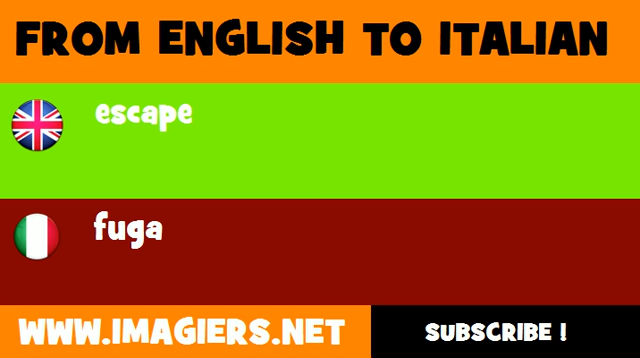 FROM ENGLISH TO ITALIAN
escape
fuga
WWW.IMAGIERS.NET
SUBSCRIBE !